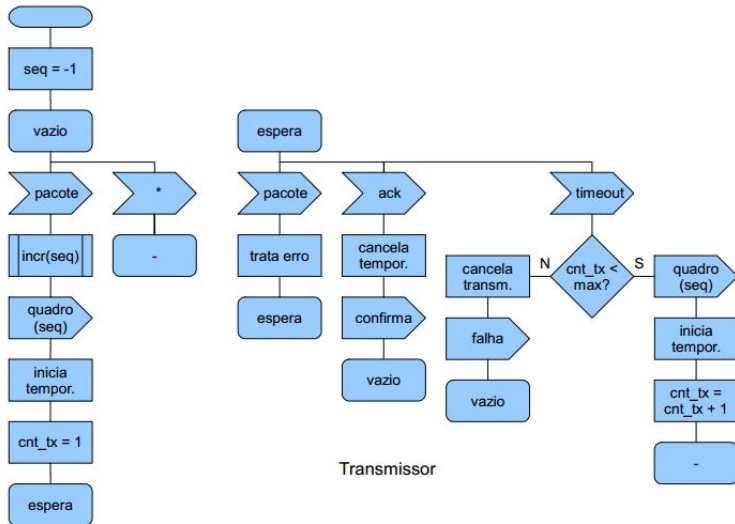 seq = -1
vazio
pacote
*
incr(seq)
-
quadro
(seq)
inicia
tempor.
cnt_tx = 1
espera
espera
pacote
ack
timeout
trata erro
cancela
tempor.
cancela
transm.
N
cnt_tx <
max?
S
quadro
(seq)
espera
confirma
falha
inicia
tempor.
vazio
vazio
cnt_tx =
cnt_tx + 1
-
Transmissor